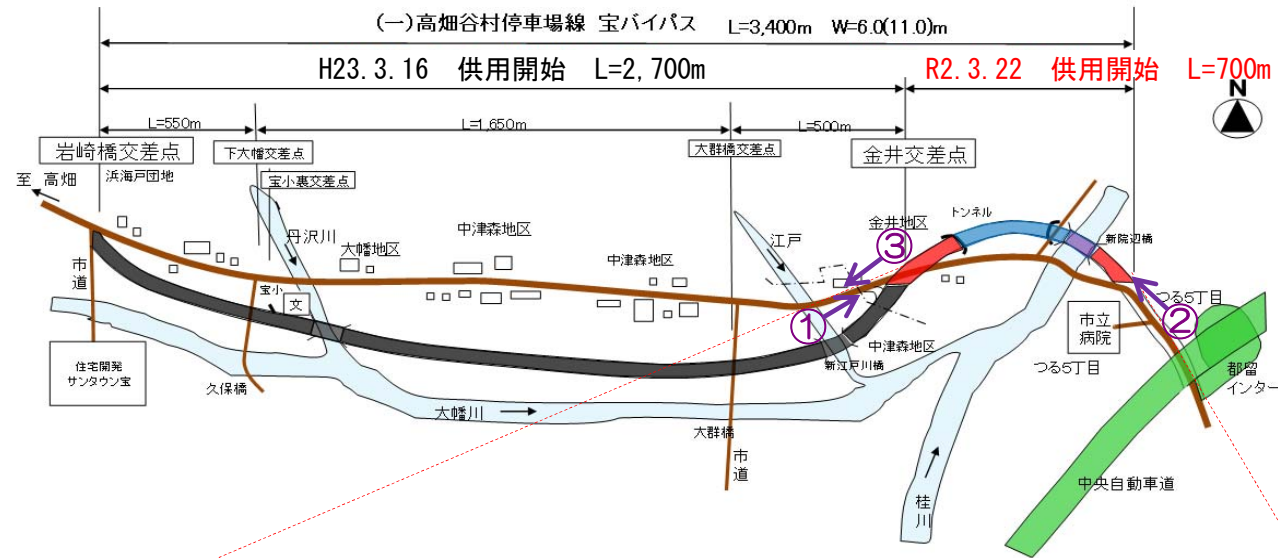 (一)高畑谷村停車場線 宝バイパス L=3,400m W=6.0(11.0)m
H23.3.16 供用開始 L=2,700m
R2.3.22 供用開始 L=700m
N
L=550m
L=1,650m
L=500m
岩崎橋交差点
下大幡交差点
大群橋交差点
金井交差点
至 高畑
浜海戸団地
宝小裏交差点
丹沢川
大幡地区
中津森地区
中津森地区
江戸
金井地区
トンネル
新院辺橋
③
①
②
市道
宝小
文
住宅開発
サンタウン宝
久保橋
大幡川
大群橋
市道
新江戸川橋
中津森地区
桂川
市立
病院
つる5丁目
つる5丁目
都留
インター
中央自動車道